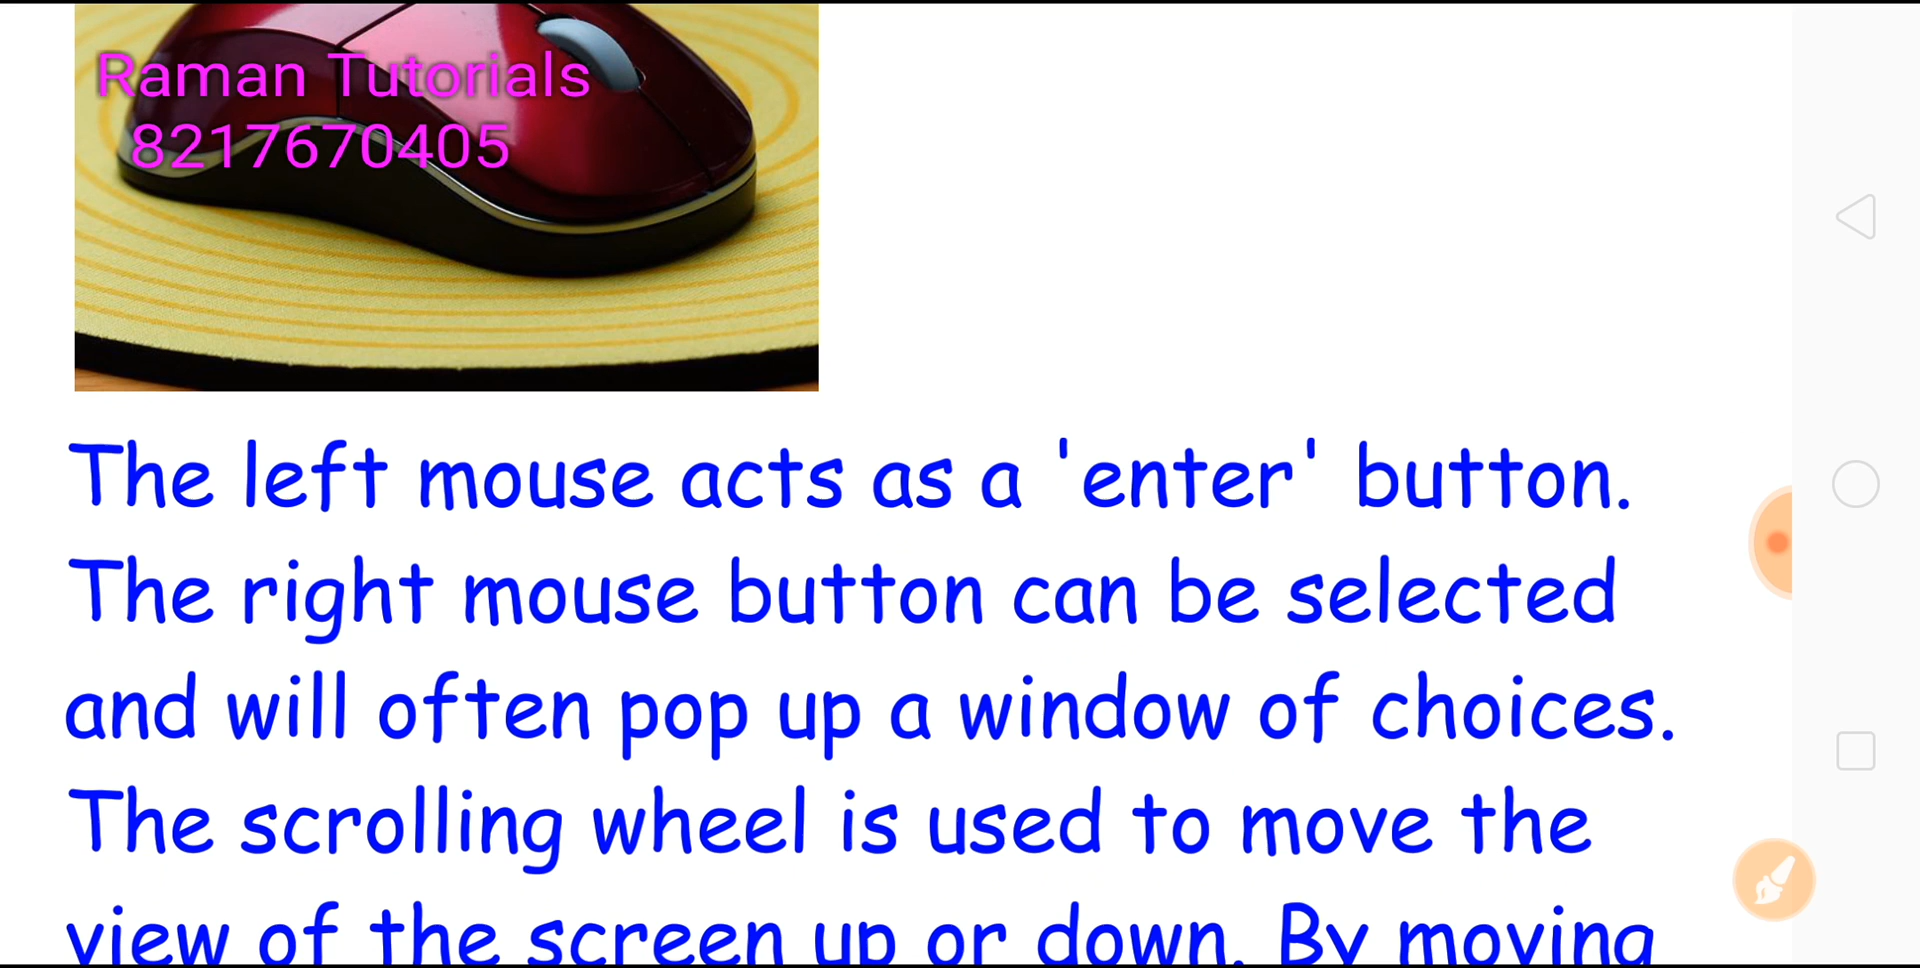 Raman Tutorials
8217670405
The left mouse acts as a 'enter' button.
The right mouse button can be selected
and will often pop up a window of choices.
The scrolling wheel is used to move the
view of the screen up or down. By moving